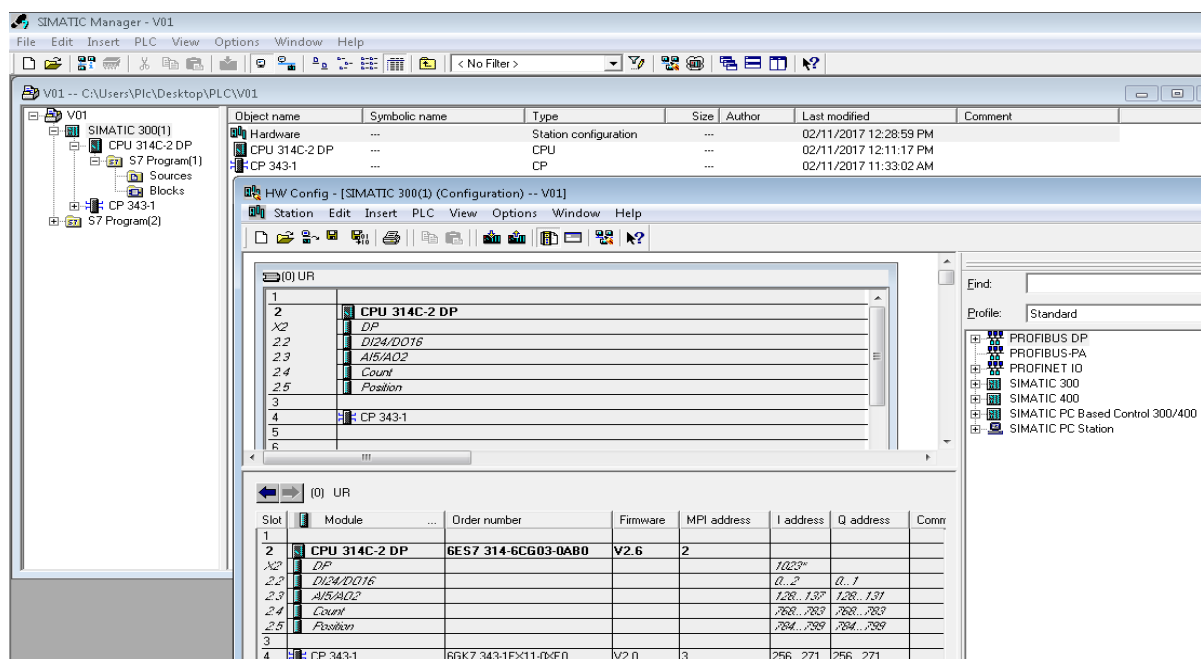 SIMATIC Manager - V01
File Edit Insert PLC View Options Window Help
< No Filter >
V01 -- C:\Users\Plc\Desktop\PLC\V01
V01
SIMATIC 300(1)
CPU 314C-2 DP
S7 Program(1)
Sources
Blocks
CP 343-1
S7 Program(2)
Object name Symbolic name Type Size Author Last modified Comment
Hardware --- Station configuration --- 02/11/2017 12:28:59 PM
CPU 314C-2 DP --- CPU --- 02/11/2017 12:11:17 PM
CP 343-1 --- CP --- 02/11/2017 11:33:02 AM
HW Config - [SIMATIC 300(1) (Configuration) -- V01]
Station Edit Insert PLC View Options Window Help
(0) UR
1
2 CPU 314C-2 DP
X2 DP
2.2 DI24/DO16
2.3 AI5/AO2
2.4 Count
2.5 Position
3
4 CP 343-1
5
6
Find:
Profile: Standard
PROFIBUS DP
PROFIBUS-PA
PROFINET IO
SIMATIC 300
SIMATIC 400
SIMATIC PC Based Control 300/400
SIMATIC PC Station
(0) UR
Slot Module ... Order number Firmware MPI address I address Q address Comm
1
2 CPU 314C-2 DP 6ES7 314-6CG03-0AB0 V2.6 2
X2 DP 1023*
2.2 DI24/DO16 0...2 0...1
2.3 AI5/AO2 128...137 128...131
2.4 Count 768...783 768...783
2.5 Position 784...799 784...799
3
4 CP 343-1 6GK7 343-1EX11-0XE0 V2.0 3 256...271 256...271